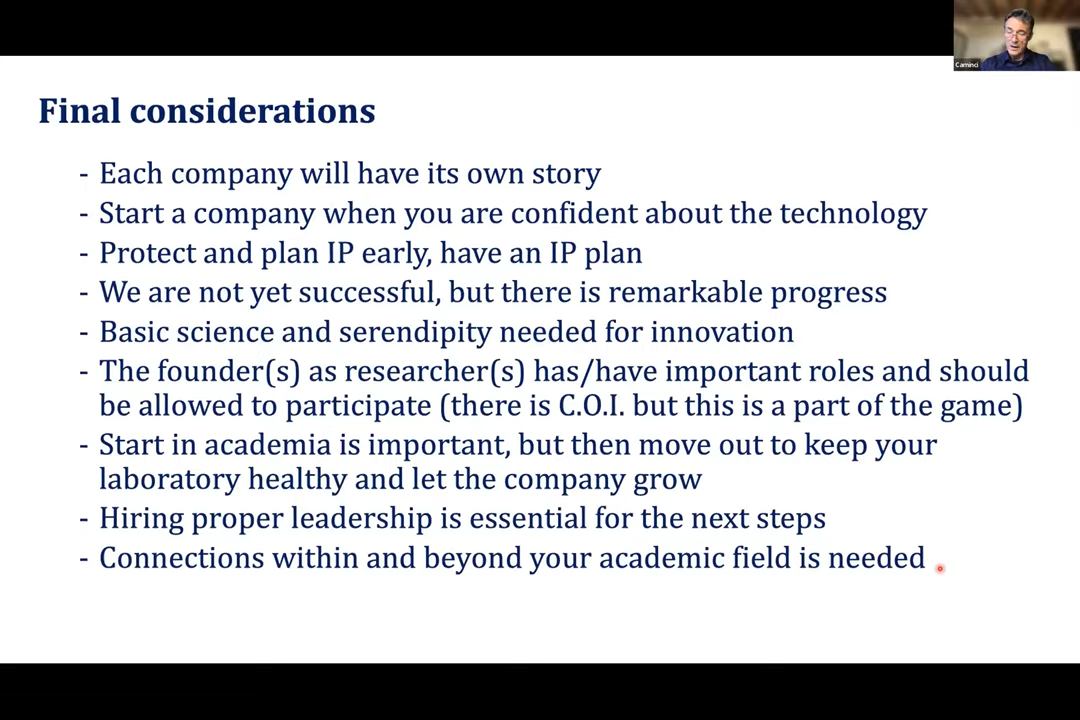 Carninci
Final considerations
- Each company will have its own story
- Start a company when you are confident about the technology
- Protect and plan IP early, have an IP plan
- We are not yet successful, but there is remarkable progress
- Basic science and serendipity needed for innovation
- The founder(s) as researcher(s) has/have important roles and should
be allowed to participate (there is C.O.I. but this is a part of the game)
- Start in academia is important, but then move out to keep your
laboratory healthy and let the company grow
- Hiring proper leadership is essential for the next steps
- Connections within and beyond your academic field is needed